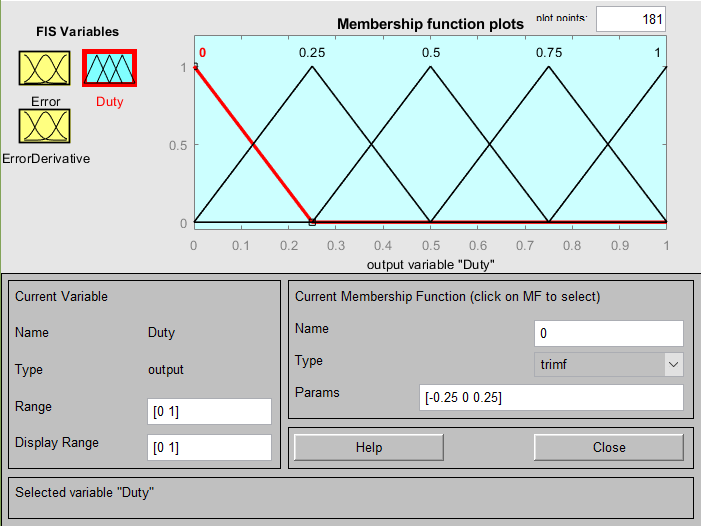 FIS Variables
Error
Duty
ErrorDerivative
Membership function plots
plot points:
181
0
0.25
0.5
0.75
1
1
0.5
0
0
0.1
0.2
0.3
0.4
0.5
0.6
0.7
0.8
0.9
1
output variable "Duty"
Current Variable
Name
Duty
Type
output
Range
[0 1]
Display Range
[0 1]
Current Membership Function (click on MF to select)
Name
0
Type
trimf
Params
[-0.25 0 0.25]
Help
Close
Selected variable "Duty"